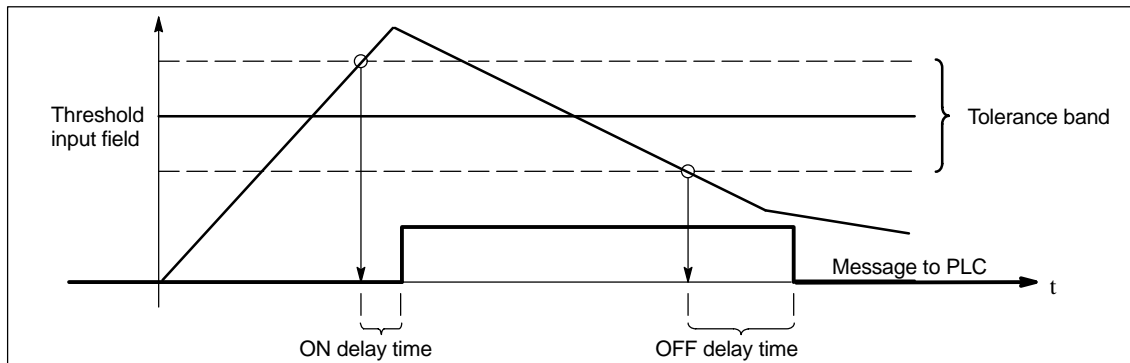 Threshold
input field
Tolerance band
Message to PLC
t
ON delay time
OFF delay time